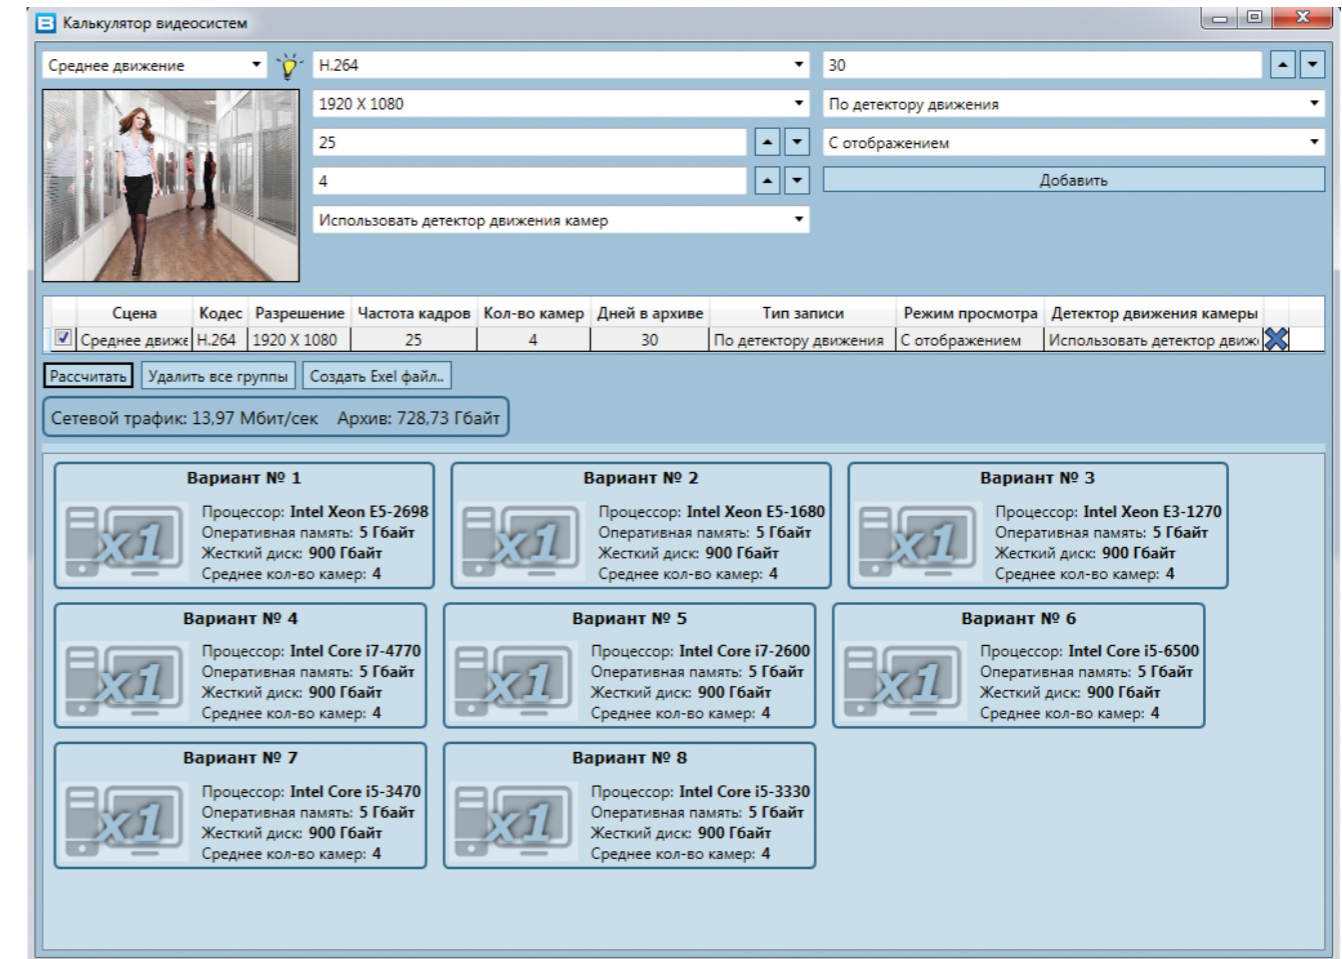 B Калькулятор видеосистем
Среднее движение H.264 30
1920 X 1080 По детектору движения
25 С отображением
4 Добавить
Использовать детектор движения камер
Сцена Кодес Разрешение Частота кадров Кол-во камер Дней в архиве Тип записи Режим просмотра Детектор движения камеры
Среднее движе H.264 1920 X 1080 25 4 30 По детектору движения С отображением Использовать детектор движ
Рассчитать Удалить все группы Создать Exel файл..
Сетевой трафик: 13,97 Мбит/сек Архив: 728,73 Гбайт
Вариант № 1
x1
Процессор: Intel Xeon E5-2698
Оперативная память: 5 Гбайт
Жесткий диск: 900 Гбайт
Среднее кол-во камер: 4
Вариант № 2
x1
Процессор: Intel Xeon E5-1680
Оперативная память: 5 Гбайт
Жесткий диск: 900 Гбайт
Среднее кол-во камер: 4
Вариант № 3
x1
Процессор: Intel Xeon E3-1270
Оперативная память: 5 Гбайт
Жесткий диск: 900 Гбайт
Среднее кол-во камер: 4
Вариант № 4
x1
Процессор: Intel Core i7-4770
Оперативная память: 5 Гбайт
Жесткий диск: 900 Гбайт
Среднее кол-во камер: 4
Вариант № 5
x1
Процессор: Intel Core i7-2600
Оперативная память: 5 Гбайт
Жесткий диск: 900 Гбайт
Среднее кол-во камер: 4
Вариант № 6
x1
Процессор: Intel Core i5-6500
Оперативная память: 5 Гбайт
Жесткий диск: 900 Гбайт
Среднее кол-во камер: 4
Вариант № 7
x1
Процессор: Intel Core i5-3470
Оперативная память: 5 Гбайт
Жесткий диск: 900 Гбайт
Среднее кол-во камер: 4
Вариант № 8
x1
Процессор: Intel Core i5-3330
Оперативная память: 5 Гбайт
Жесткий диск: 900 Гбайт
Среднее кол-во камер: 4